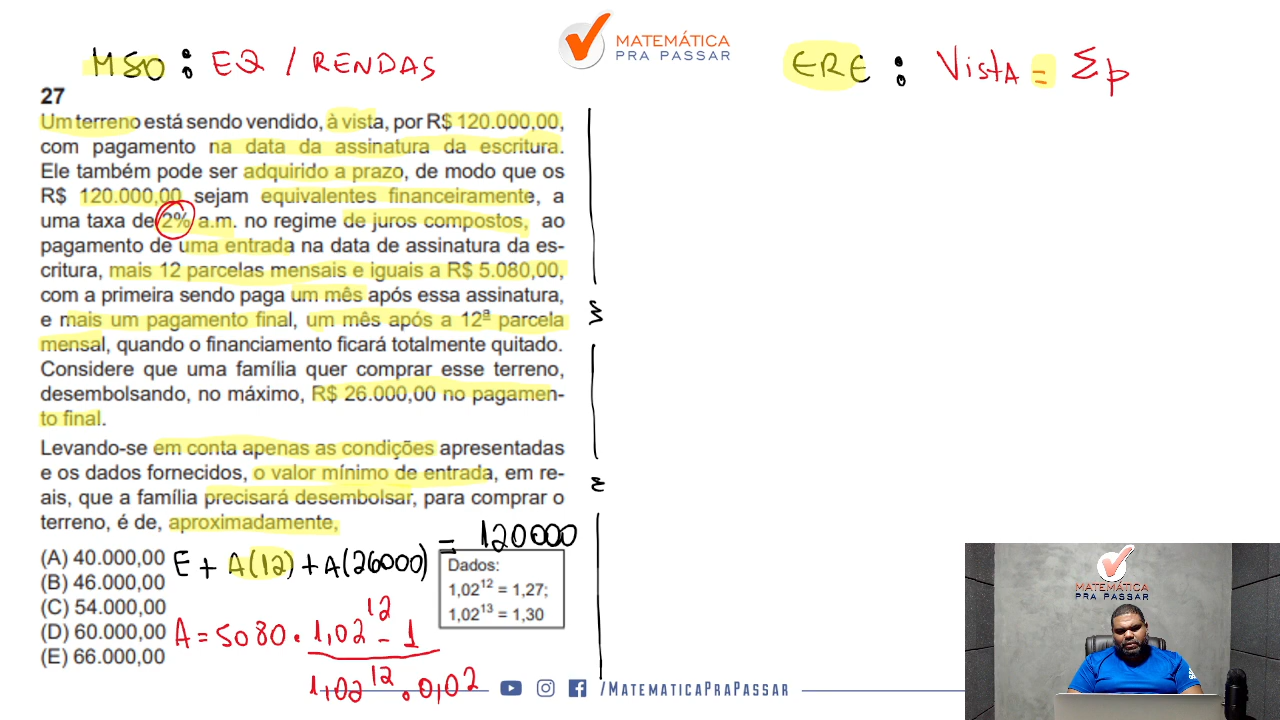 MSO : EQ / RENDAS
MATEMÁTICA
PRA PASSAR
ERE : VistA = Σp
27
Um terreno está sendo vendido, à vista, por R$ 120.000,00,
com pagamento na data da assinatura da escritura.
Ele também pode ser adquirido a prazo, de modo que os
R$ 120.000,00 sejam equivalentes financeiramente, a
uma taxa de 2% a.m. no regime de juros compostos, ao
pagamento de uma entrada na data de assinatura da es-
critura, mais 12 parcelas mensais e iguais a R$ 5.080,00,
com a primeira sendo paga um mês após essa assinatura,
e mais um pagamento final, um mês após a 12ª parcela
mensal, quando o financiamento ficará totalmente quitado.
Considere que uma família quer comprar esse terreno,
desembolsando, no máximo, R$ 26.000,00 no pagamen-
to final.
Levando-se em conta apenas as condições apresentadas
e os dados fornecidos, o valor mínimo de entrada, em re-
ais, que a família precisará desembolsar, para comprar o
terreno, é de, aproximadamente,
(A) 40.000,00
(B) 46.000,00
(C) 54.000,00
(D) 60.000,00
(E) 66.000,00
E + A(12) + A(26000) = 120000
Dados:
1,02¹² = 1,27;
1,02¹³ = 1,30
A = 5080 . 1,02¹² - 1
1,02¹² . 0,02
/MATEMATICAPRAPASSAR
MATEMÁTICA
PRA PASSAR